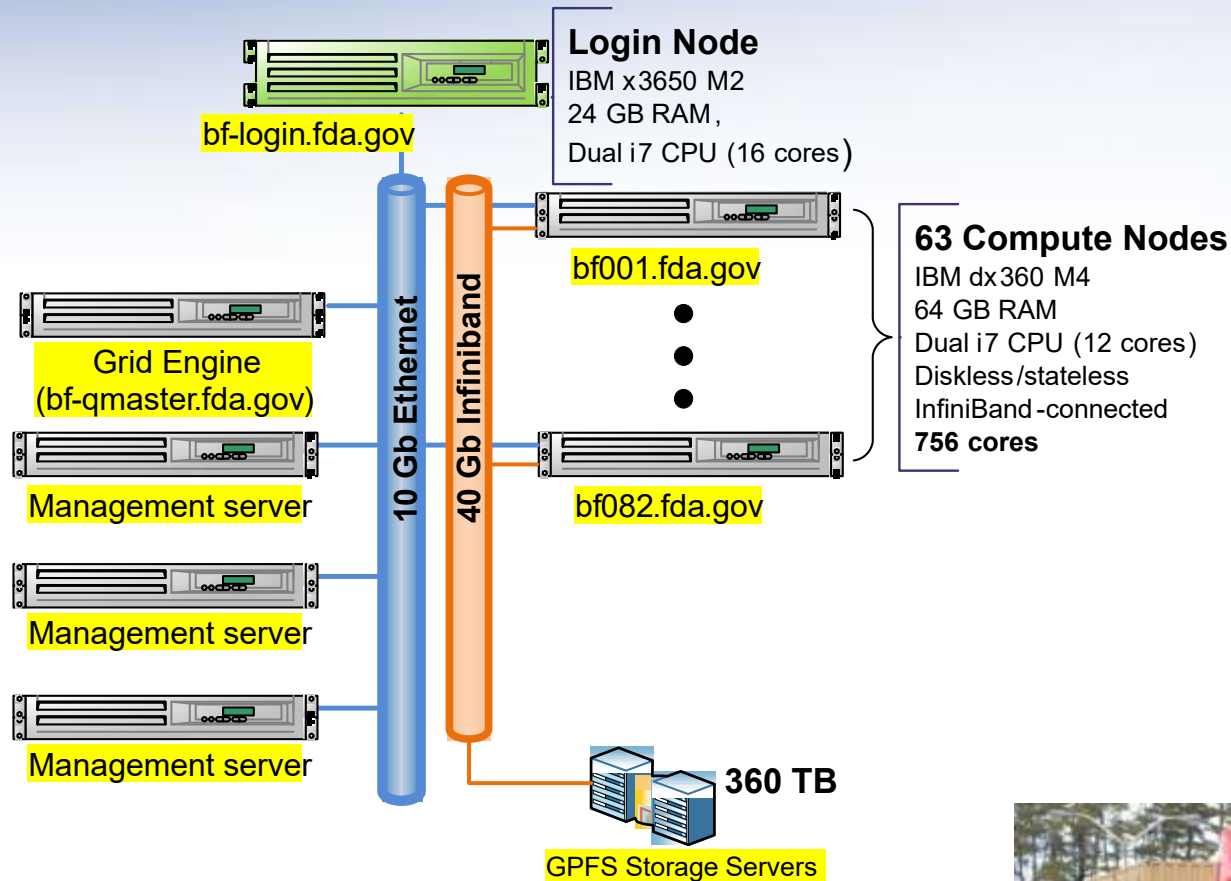 Login Node
IBM x3650 M2
24 GB RAM,
Dual i7 CPU (16 cores)
bf-login.fda.gov
10 Gb Ethernet
40 Gb Infiniband
bf001.fda.gov
63 Compute Nodes
IBM dx360 M4
64 GB RAM
Dual i7 CPU (12 cores)
Diskless/stateless
InfiniBand-connected
756 cores
Grid Engine
(bf-qmaster.fda.gov)
Management server
bf082.fda.gov
Management server
Management server
360 TB
GPFS Storage Servers